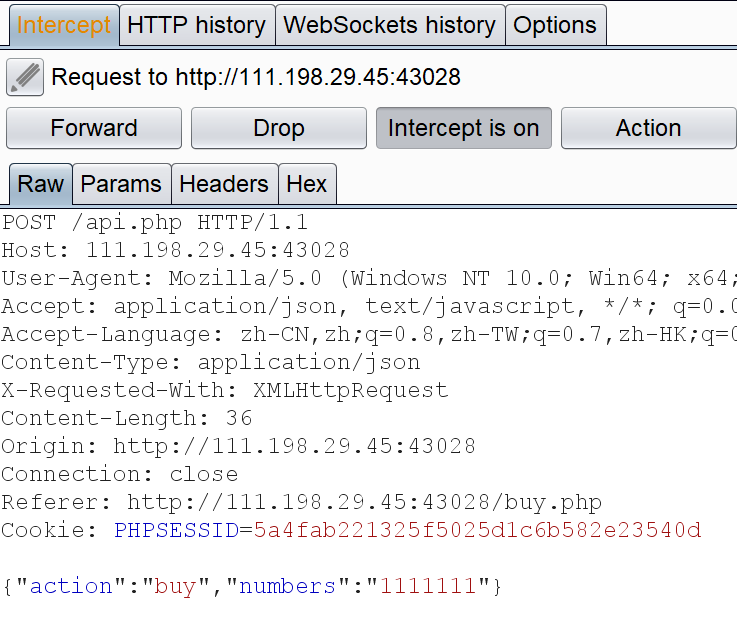 Intercept HTTP history WebSockets history Options
Request to http://111.198.29.45:43028
Forward Drop Intercept is on Action
Raw Params Headers Hex
POST /api.php HTTP/1.1
Host: 111.198.29.45:43028
User-Agent: Mozilla/5.0 (Windows NT 10.0; Win64; x64;
Accept: application/json, text/javascript, */*; q=0.0
Accept-Language: zh-CN,zh;q=0.8,zh-TW;q=0.7,zh-HK;q=0
Content-Type: application/json
X-Requested-With: XMLHttpRequest
Content-Length: 36
Origin: http://111.198.29.45:43028
Connection: close
Referer: http://111.198.29.45:43028/buy.php
Cookie: PHPSESSID=5a4fab221325f5025d1c6b582e23540d
{"action":"buy","numbers":"1111111"}